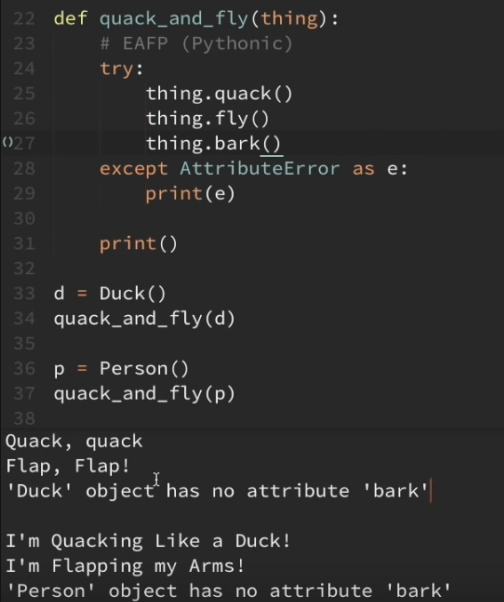 22 def quack_and_fly(thing):
23     # EAFP (Pythonic)
24     try:
25         thing.quack()
26         thing.fly()
()27         thing.bark()
28     except AttributeError as e:
29         print(e)
30
31     print()
32
33 d = Duck()
34 quack_and_fly(d)
35
36 p = Person()
37 quack_and_fly(p)
38
Quack, quack
Flap, Flap!
'Duck' object has no attribute 'bark'
I'm Quacking Like a Duck!
I'm Flapping my Arms!
'Person' object has no attribute 'bark'